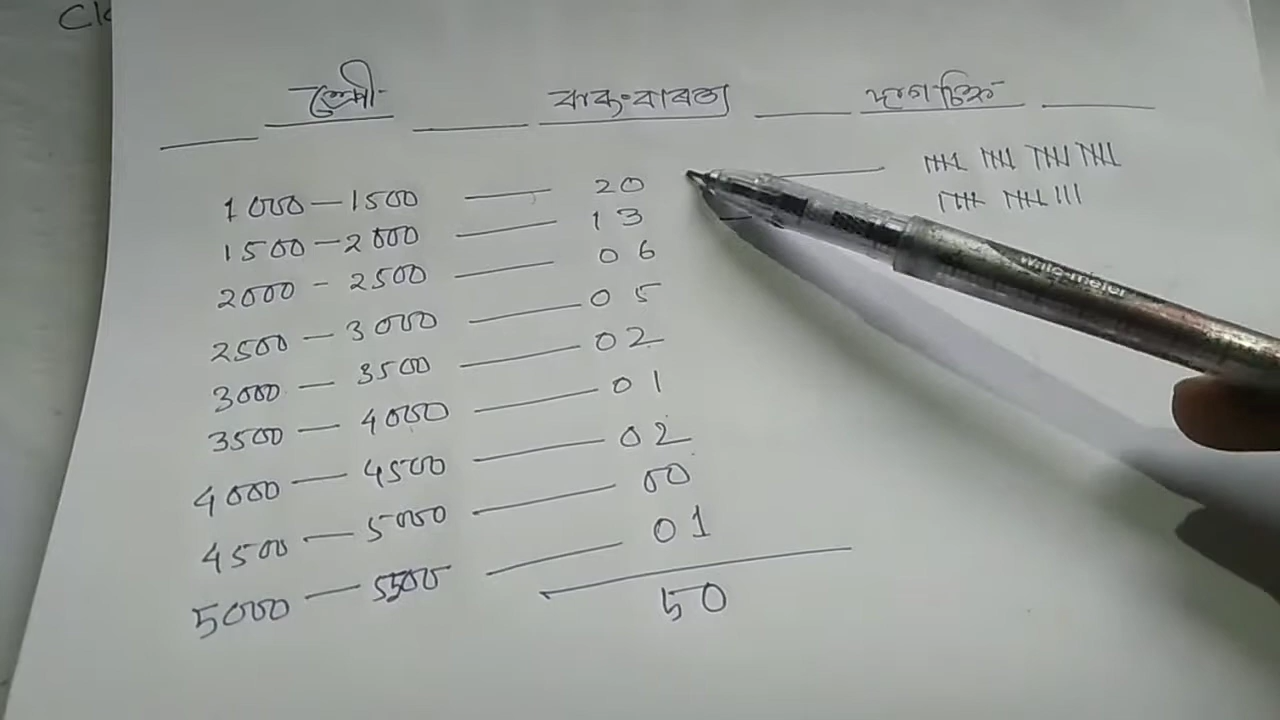 শ্রেণী বারংবারতা দাগ চিহ্ন
1000 — 1500 — 20 — 𝍸 𝍸 𝍸 𝍸
1500 — 2000 — 13 — 𝍸 𝍸 |||
2000 - 2500 — 06
2500 — 3000 — 05
3000 — 3500 — 02
3500 — 4000 — 01
4000 — 4500 — 02
4500 — 5000 — 00
5000 — 5500 — 01
50